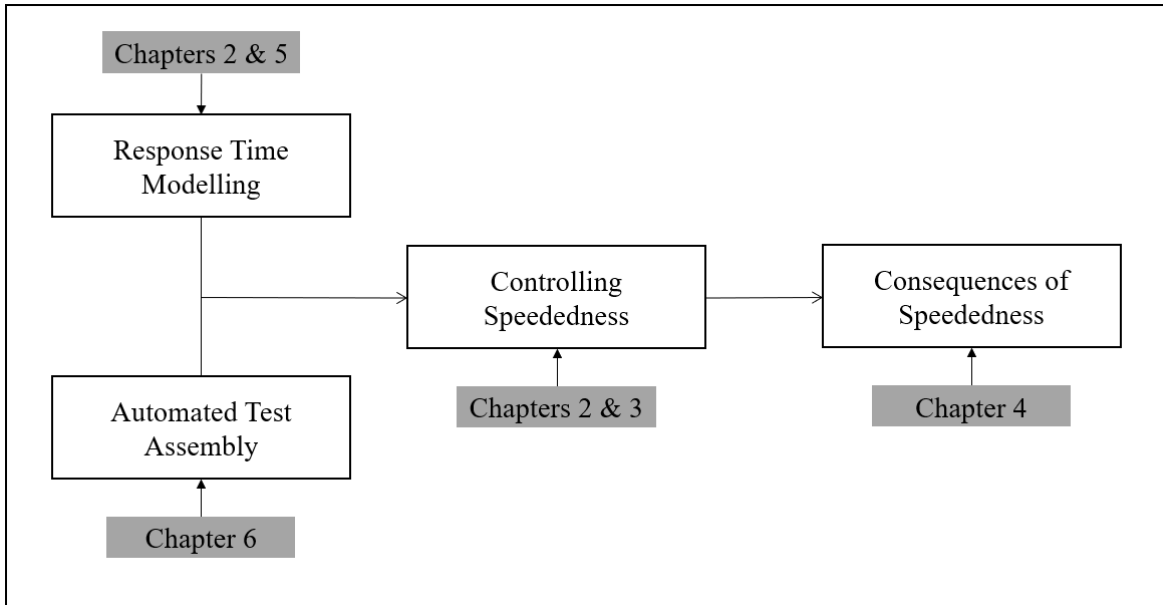 Chapters 2 & 5
Response Time
Modelling
Controlling
Speededness
Consequences of
Speededness
Chapters 2 & 3
Chapter 4
Automated Test
Assembly
Chapter 6